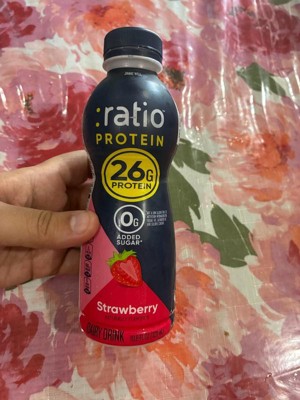 :ratio
PROTEIN
26G
PROTEIN
0G
ADDED
SUGAR*
Strawberry
DAIRY DRINK